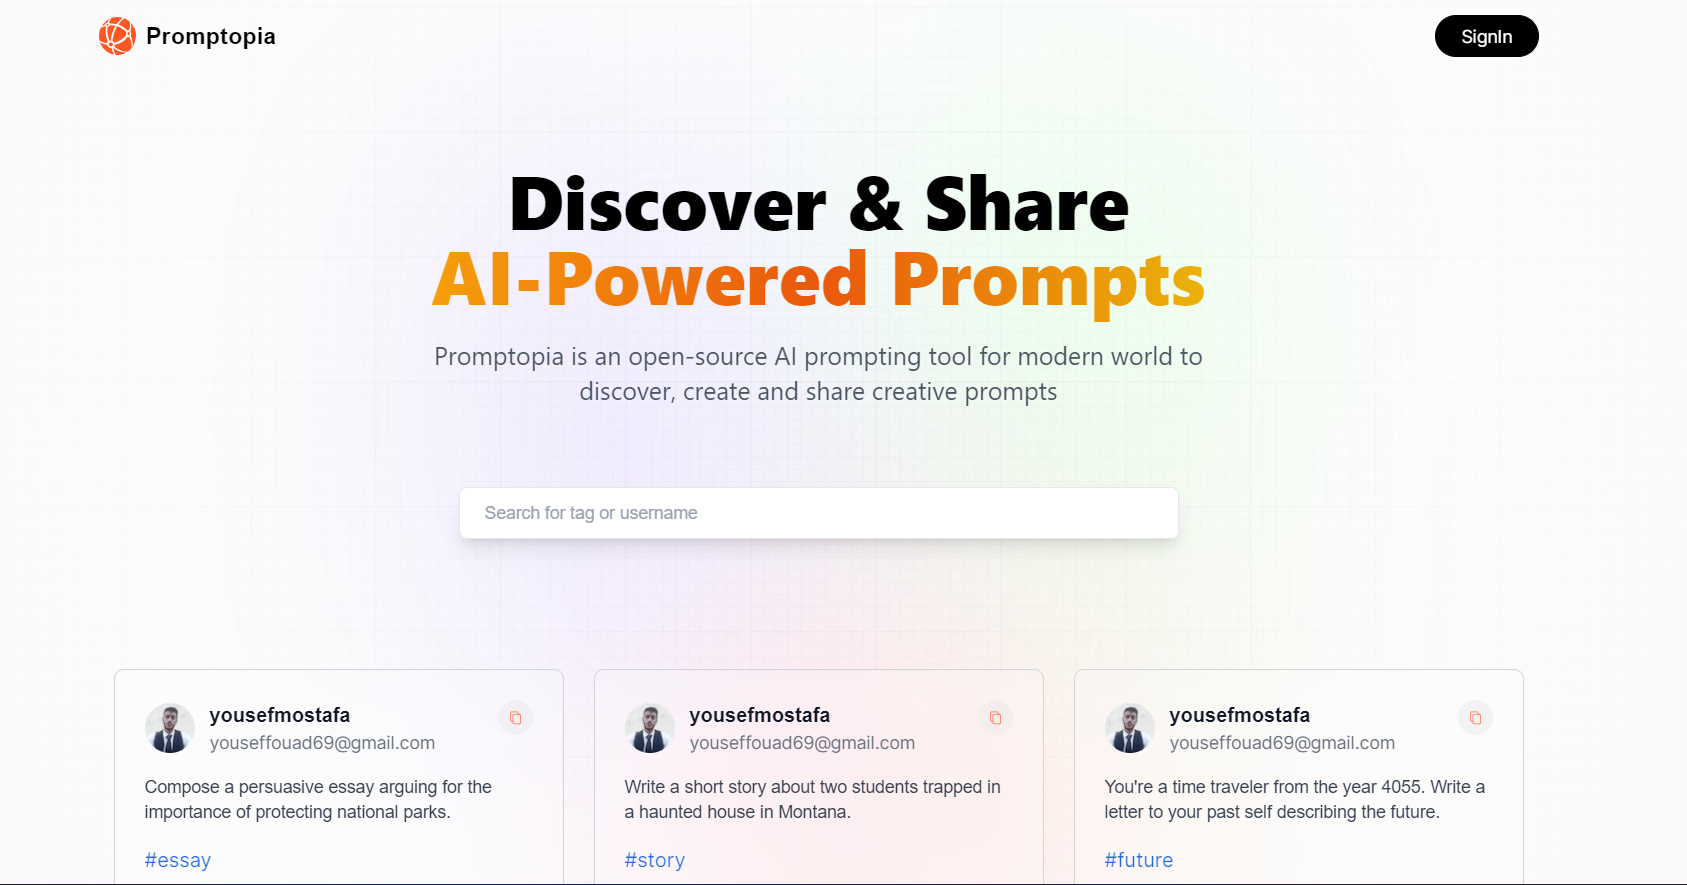 Promptopia
SignIn
Discover & Share
AI-Powered Prompts
Promptopia is an open-source AI prompting tool for modern world to
discover, create and share creative prompts
Search for tag or username
yousefmostafa
youseffouad69@gmail.com
Compose a persuasive essay arguing for the
importance of protecting national parks.
#essay
yousefmostafa
youseffouad69@gmail.com
Write a short story about two students trapped in
a haunted house in Montana.
#story
yousefmostafa
youseffouad69@gmail.com
You're a time traveler from the year 4055. Write a
letter to your past self describing the future.
#future